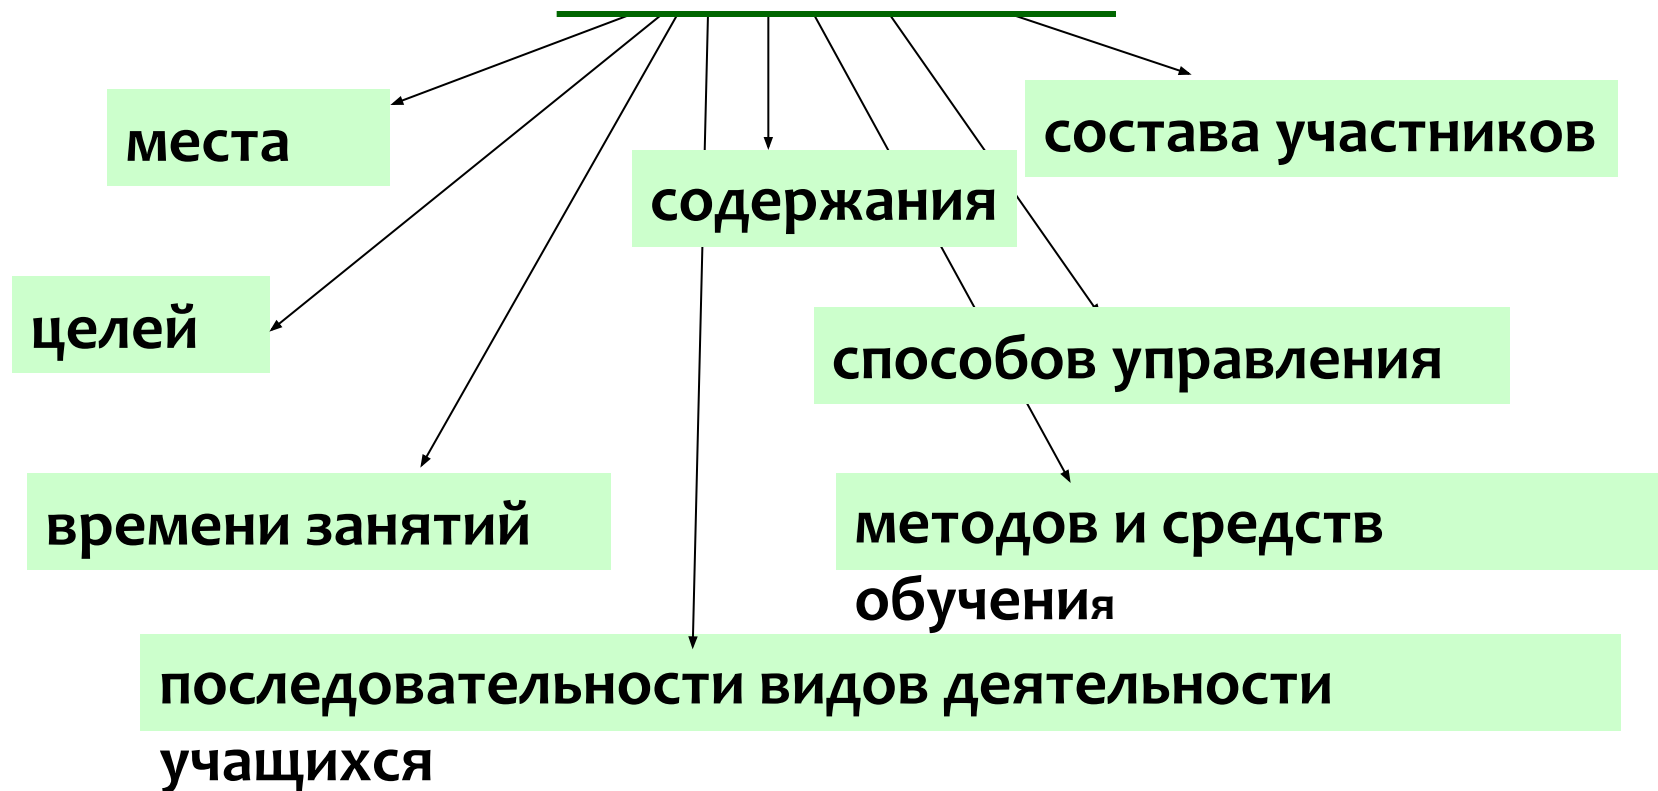 места
состава участников
содержания
целей
способов управления
времени занятий
методов и средств
обучения
последовательности видов деятельности
учащихся